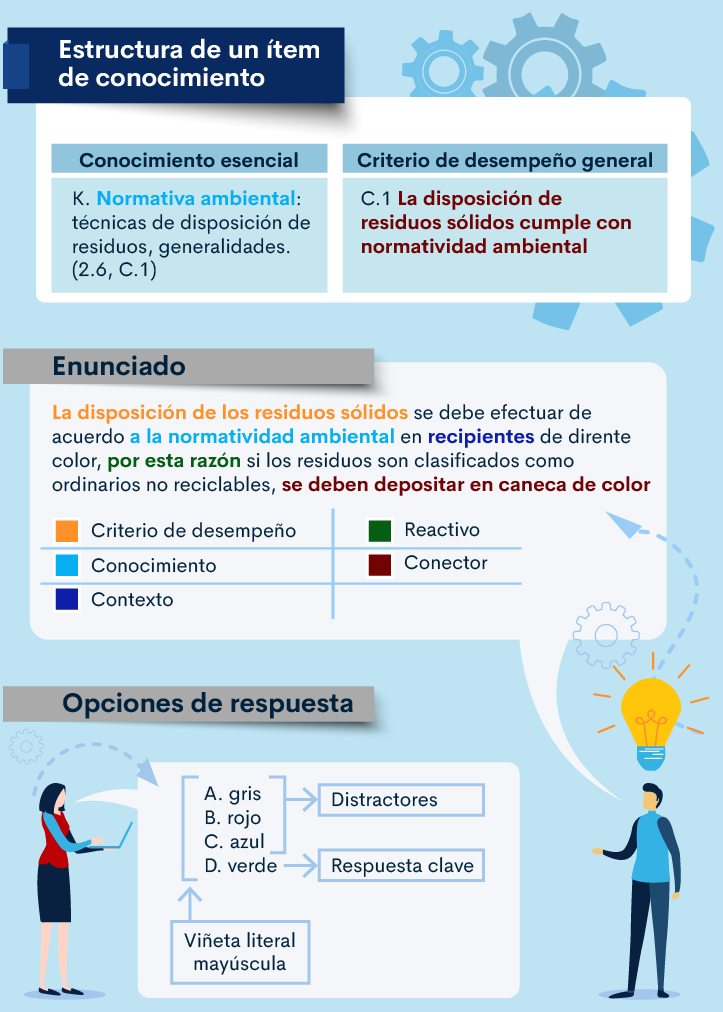 Estructura de un ítem
de conocimiento
Conocimiento esencial
K. Normativa ambiental:
técnicas de disposición de
residuos, generalidades.
(2.6, C.1)
Criterio de desempeño general
C.1 La disposición de
residuos sólidos cumple con
normatividad ambiental
Enunciado
La disposición de los residuos sólidos se debe efectuar de
acuerdo a la normatividad ambiental en recipientes de dirente
color, por esta razón si los residuos son clasificados como
ordinarios no reciclables, se deben depositar en caneca de color
Criterio de desempeño
Conocimiento
Contexto
Reactivo
Conector
Opciones de respuesta
A. gris
B. rojo
C. azul
D. verde
Distractores
Respuesta clave
Viñeta literal
mayúscula